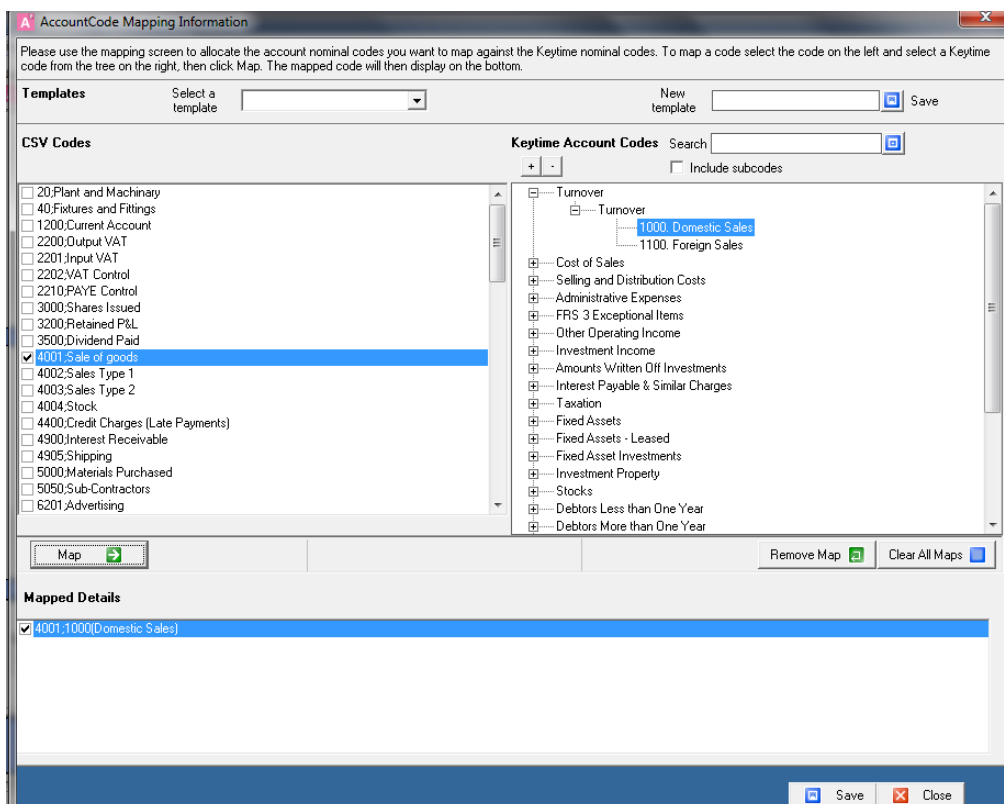 AccountCode Mapping Information
Please use the mapping screen to allocate the account nominal codes you want to map against the Keytime nominal codes. To map a code select the code on the left and select a Keytime
code from the tree on the right, then click Map. The mapped code will then display on the bottom.
Templates Select a template New template Save
CSV Codes
Keytime Account Codes Search
+ - Include subcodes
20;Plant and Machinary
40;Fixtures and Fittings
1200;Current Account
2200;Output VAT
2201;Input VAT
2202;VAT Control
2210;PAYE Control
3000;Shares Issued
3200;Retained P&L
3500;Dividend Paid
4001;Sale of goods
4002;Sales Type 1
4003;Sales Type 2
4004;Stock
4400;Credit Charges (Late Payments)
4900;Interest Receivable
4905;Shipping
5000;Materials Purchased
5050;Sub-Contractors
6201;Advertising
Turnover
Turnover
1000. Domestic Sales
1100. Foreign Sales
Cost of Sales
Selling and Distribution Costs
Administrative Expenses
FRS 3 Exceptional Items
Other Operating Income
Investment Income
Amounts Written Off Investments
Interest Payable & Similar Charges
Taxation
Fixed Assets
Fixed Assets - Leased
Fixed Asset Investments
Investment Property
Stocks
Debtors Less than One Year
Debtors More than One Year
Map Remove Map Clear All Maps
Mapped Details
4001;1000(Domestic Sales)
Save Close